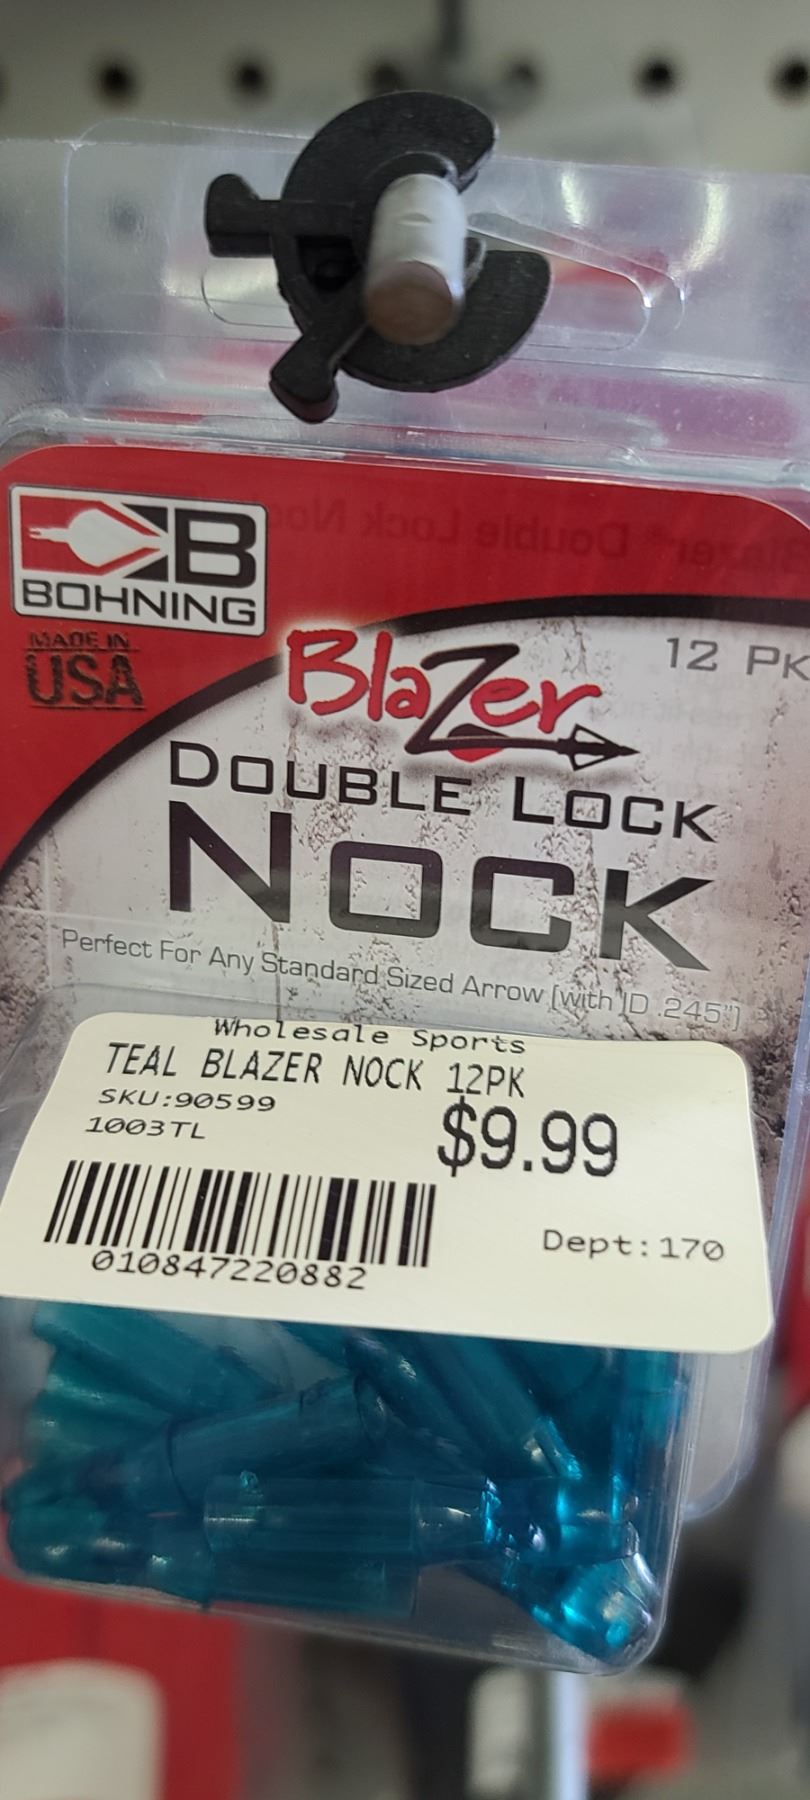 B
BOHNING
MADE IN
USA
Blazer
12 PK
DOUBLE LOCK
NOCK
Perfect For Any Standard Sized Arrow [with ID .245"]
Wholesale Sports
TEAL BLAZER NOCK 12PK
SKU:90599
1003TL
$9.99
010847220882
Dept:170